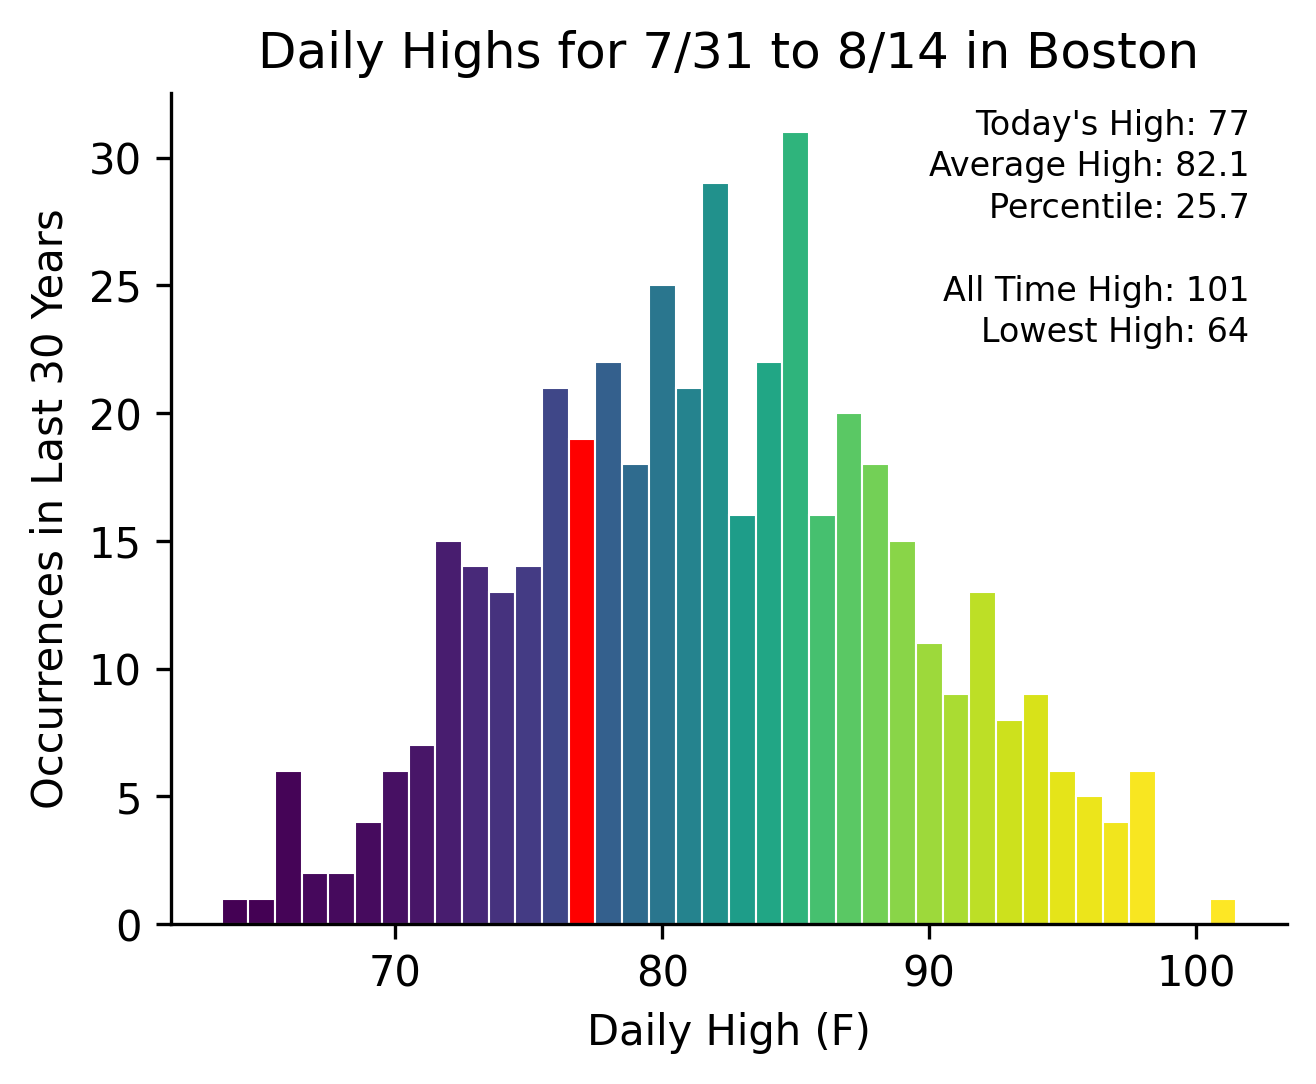 Daily Highs for 7/31 to 8/14 in Boston
Today's High: 77
Average High: 82.1
Percentile: 25.7
All Time High: 101
Lowest High: 64
Occurrences in Last 30 Years
30
25
20
15
10
5
0
70 80 90 100
Daily High (F)